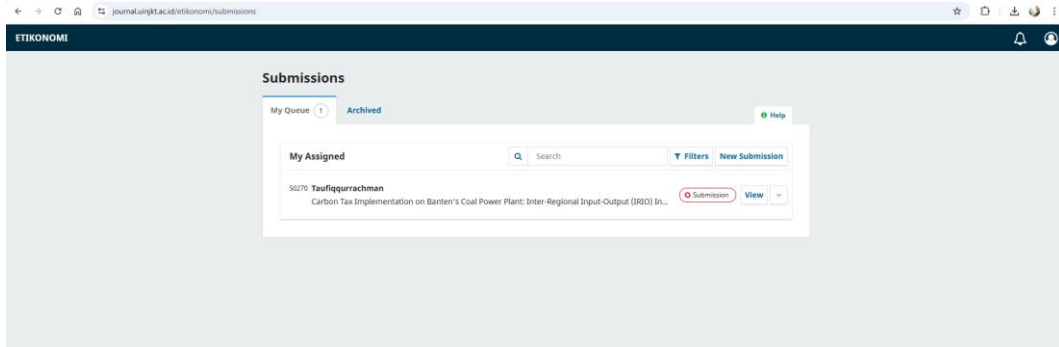 journal.uinjkt.ac.id/etikonomi/submissions
ETIKONOMI
Submissions
My Queue 1 Archived
Help
My Assigned Search Filters New Submission
50270 Taufiqqurrachman Submission View
Carbon Tax Implementation on Banten's Coal Power Plant: Inter-Regional Input-Output (IRIO) In...